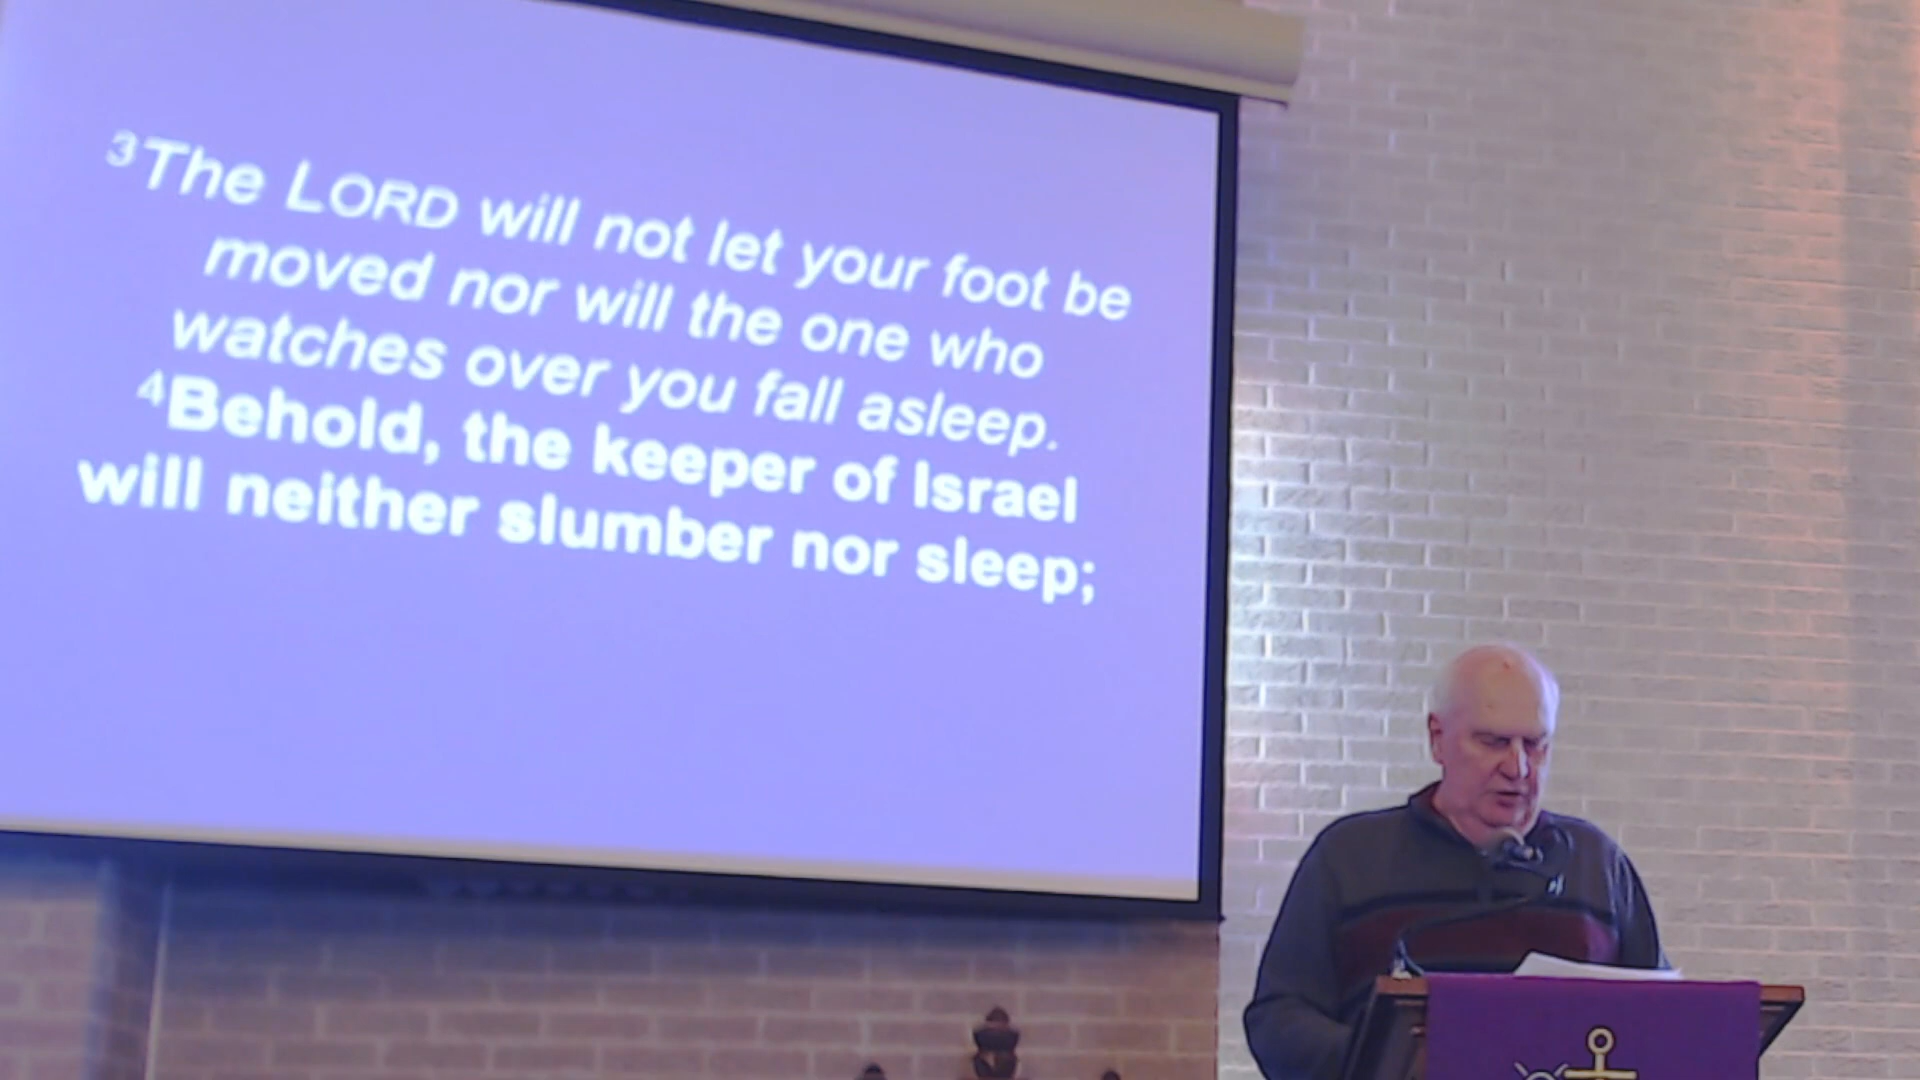 ³The LORD will not let your foot be
moved nor will the one who
watches over you fall asleep.
⁴Behold, the keeper of Israel
will neither slumber nor sleep;